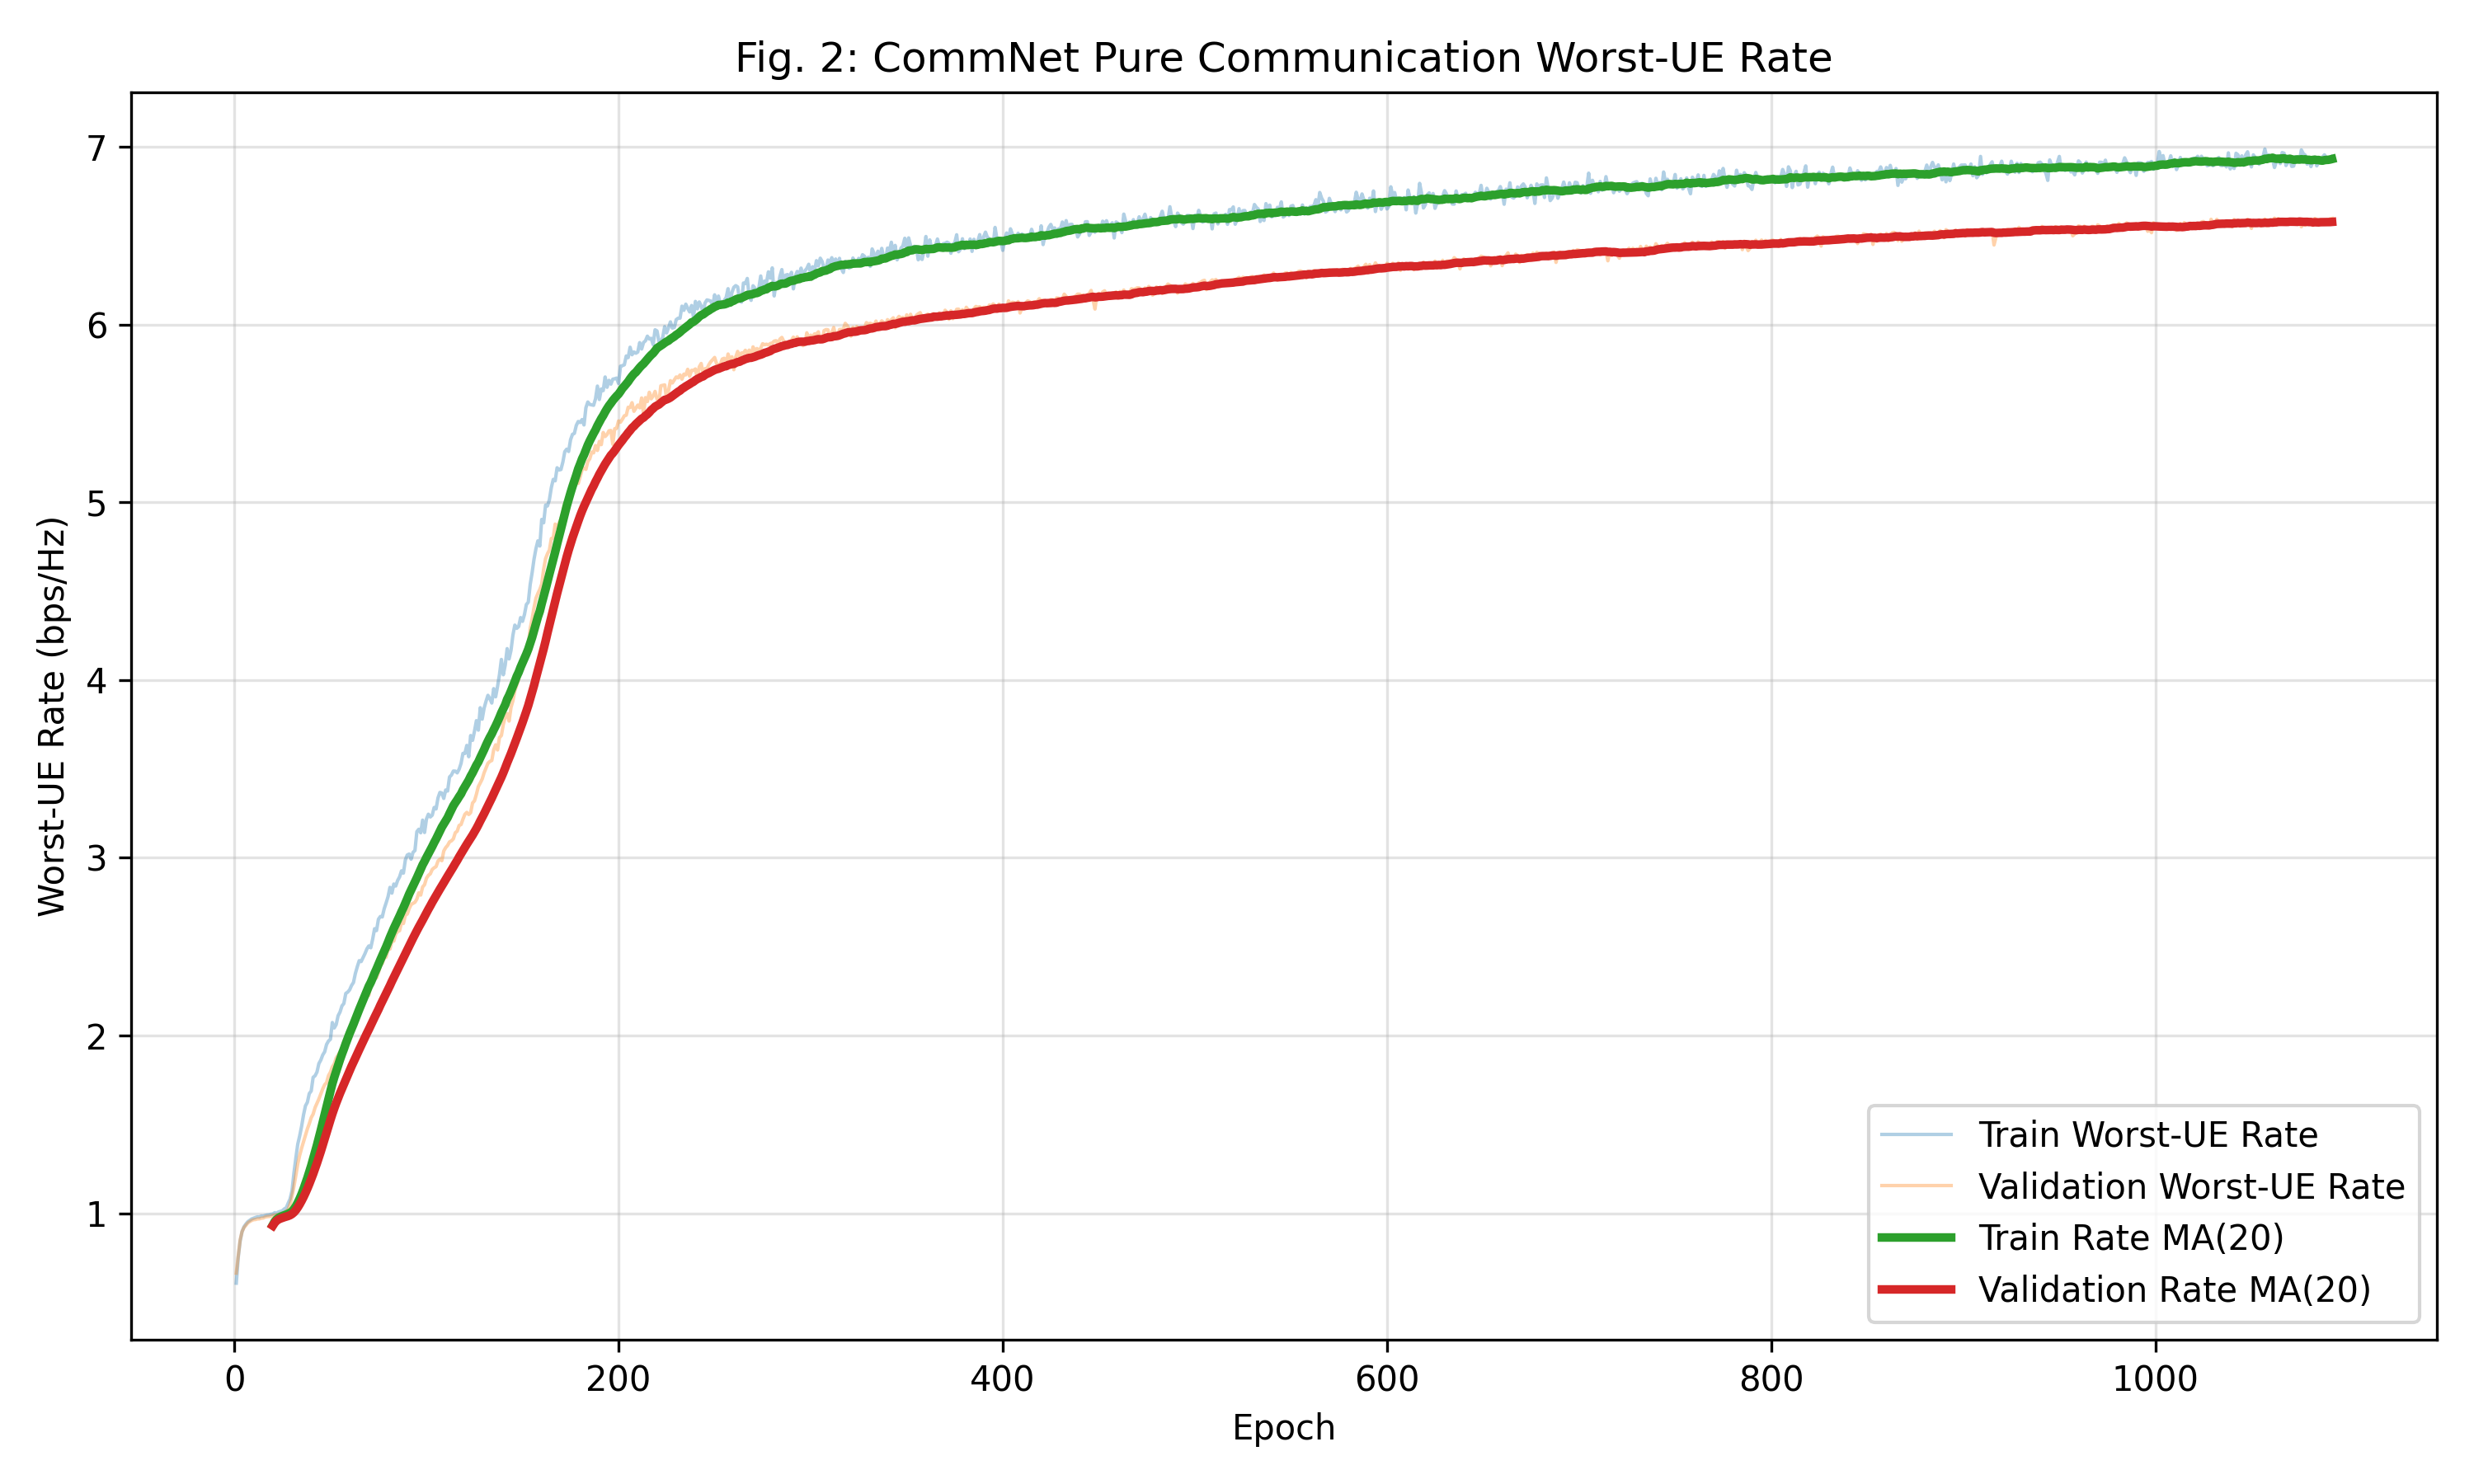 Fig. 2: CommNet Pure Communication Worst-UE Rate
Worst-UE Rate (bps/Hz)
7
6
5
4
3
2
1
0
200
400
600
800
1000
Epoch
Train Worst-UE Rate
Validation Worst-UE Rate
Train Rate MA(20)
Validation Rate MA(20)